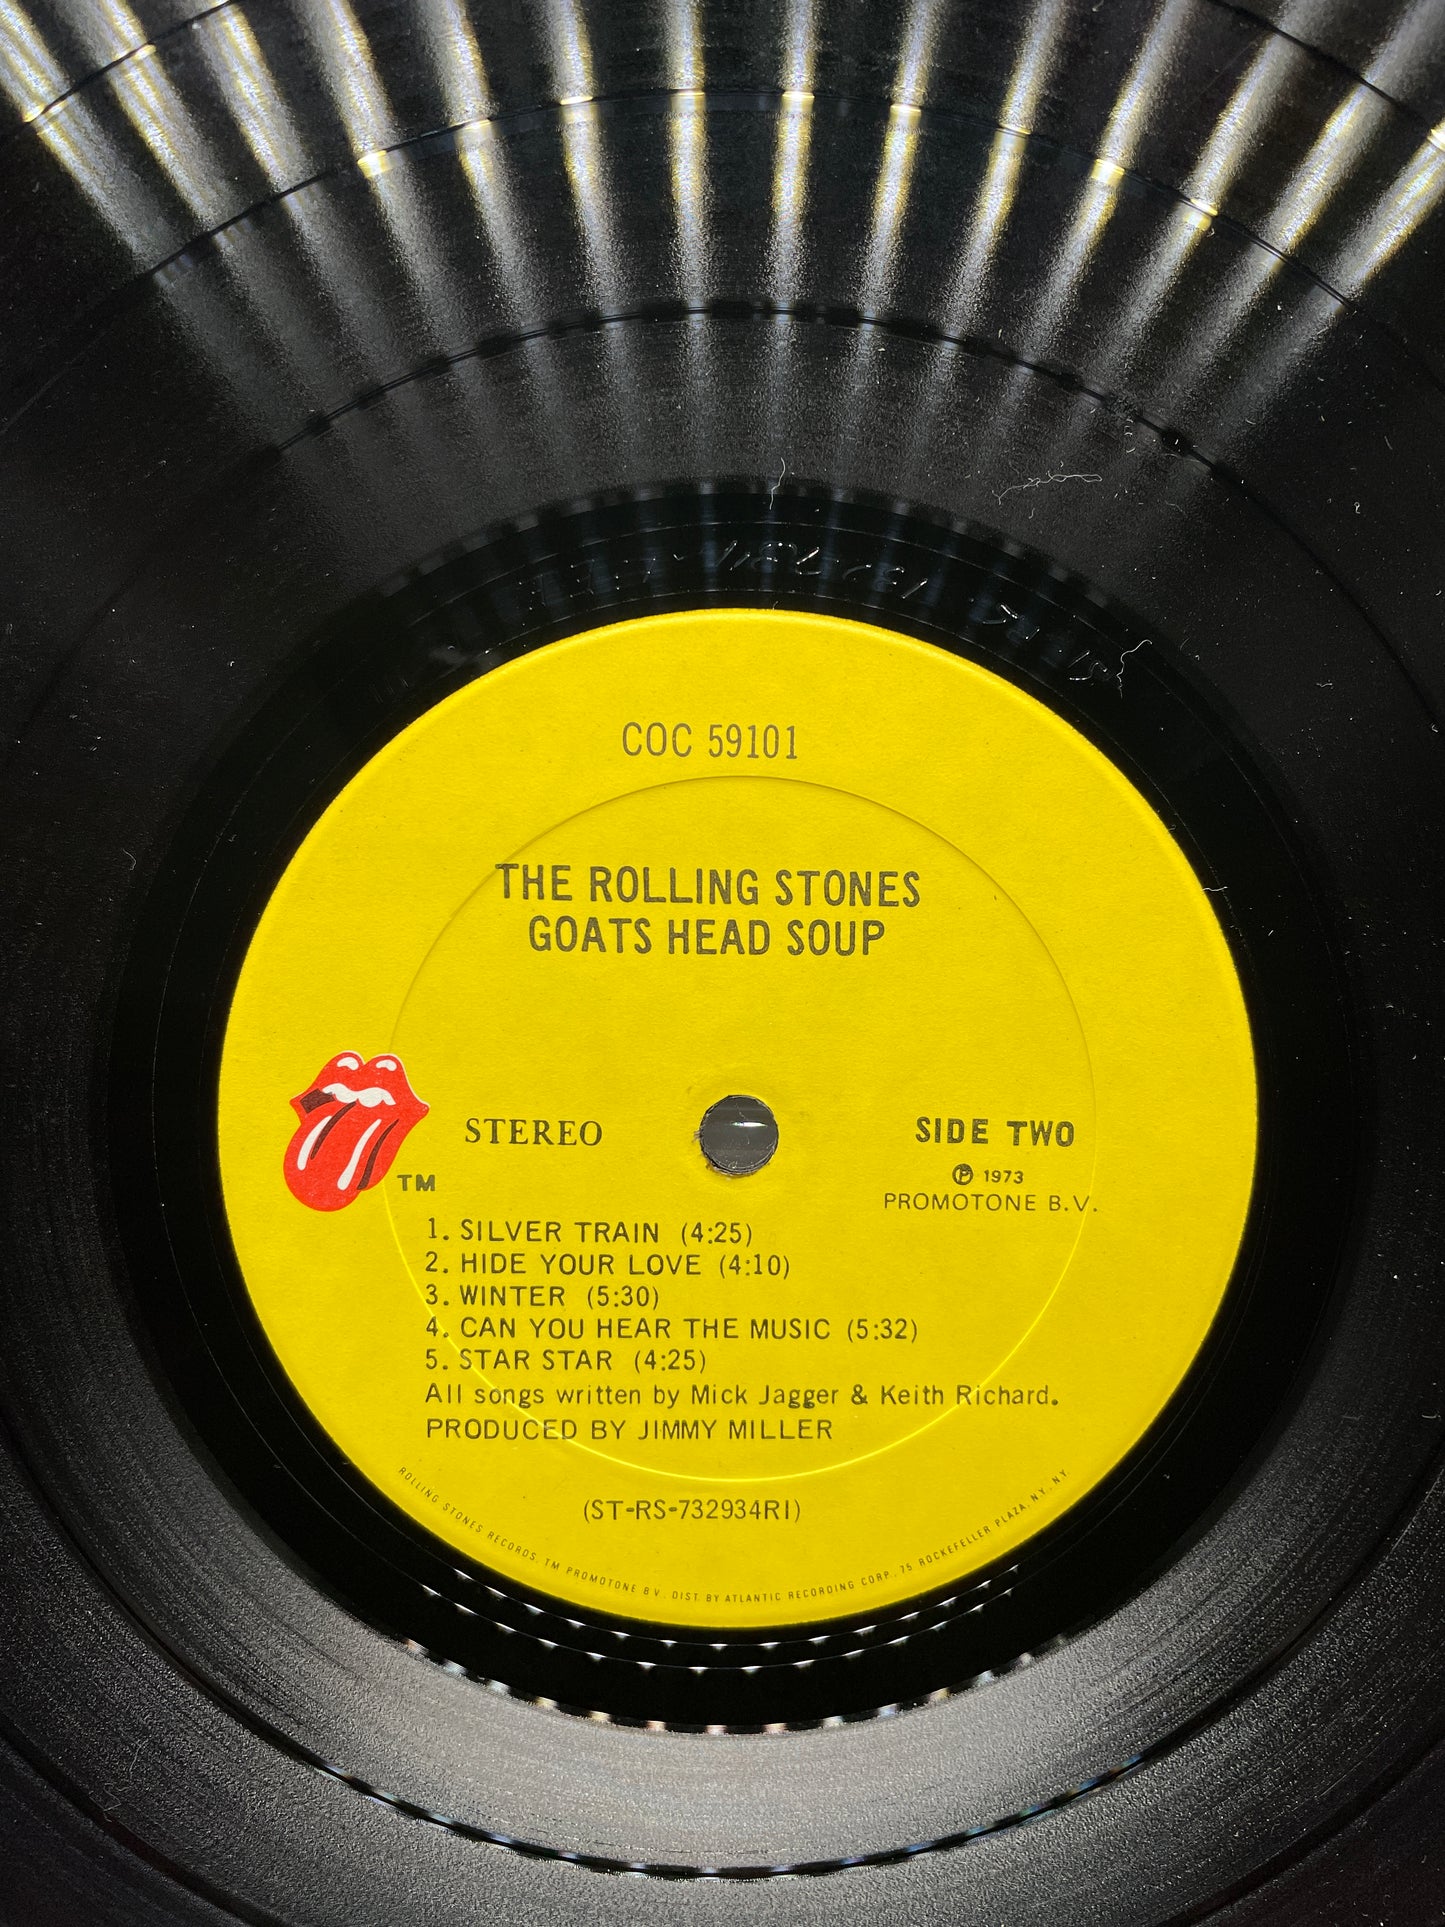 COC 59101
THE ROLLING STONES
GOATS HEAD SOUP
TM
STEREO
SIDE TWO
Ⓟ 1973
PROMOTONE B.V.
1. SILVER TRAIN (4:25)
2. HIDE YOUR LOVE (4:10)
3. WINTER (5:30)
4. CAN YOU HEAR THE MUSIC (5:32)
5. STAR STAR (4:25)
All songs written by Mick Jagger & Keith Richard.
PRODUCED BY JIMMY MILLER
(ST-RS-732934RI)
ROLLING STONES RECORDS, TM PROMOTONE B.V. DIST. BY ATLANTIC RECORDING CORP., 75 ROCKEFELLER PLAZA, N.Y., N.Y.